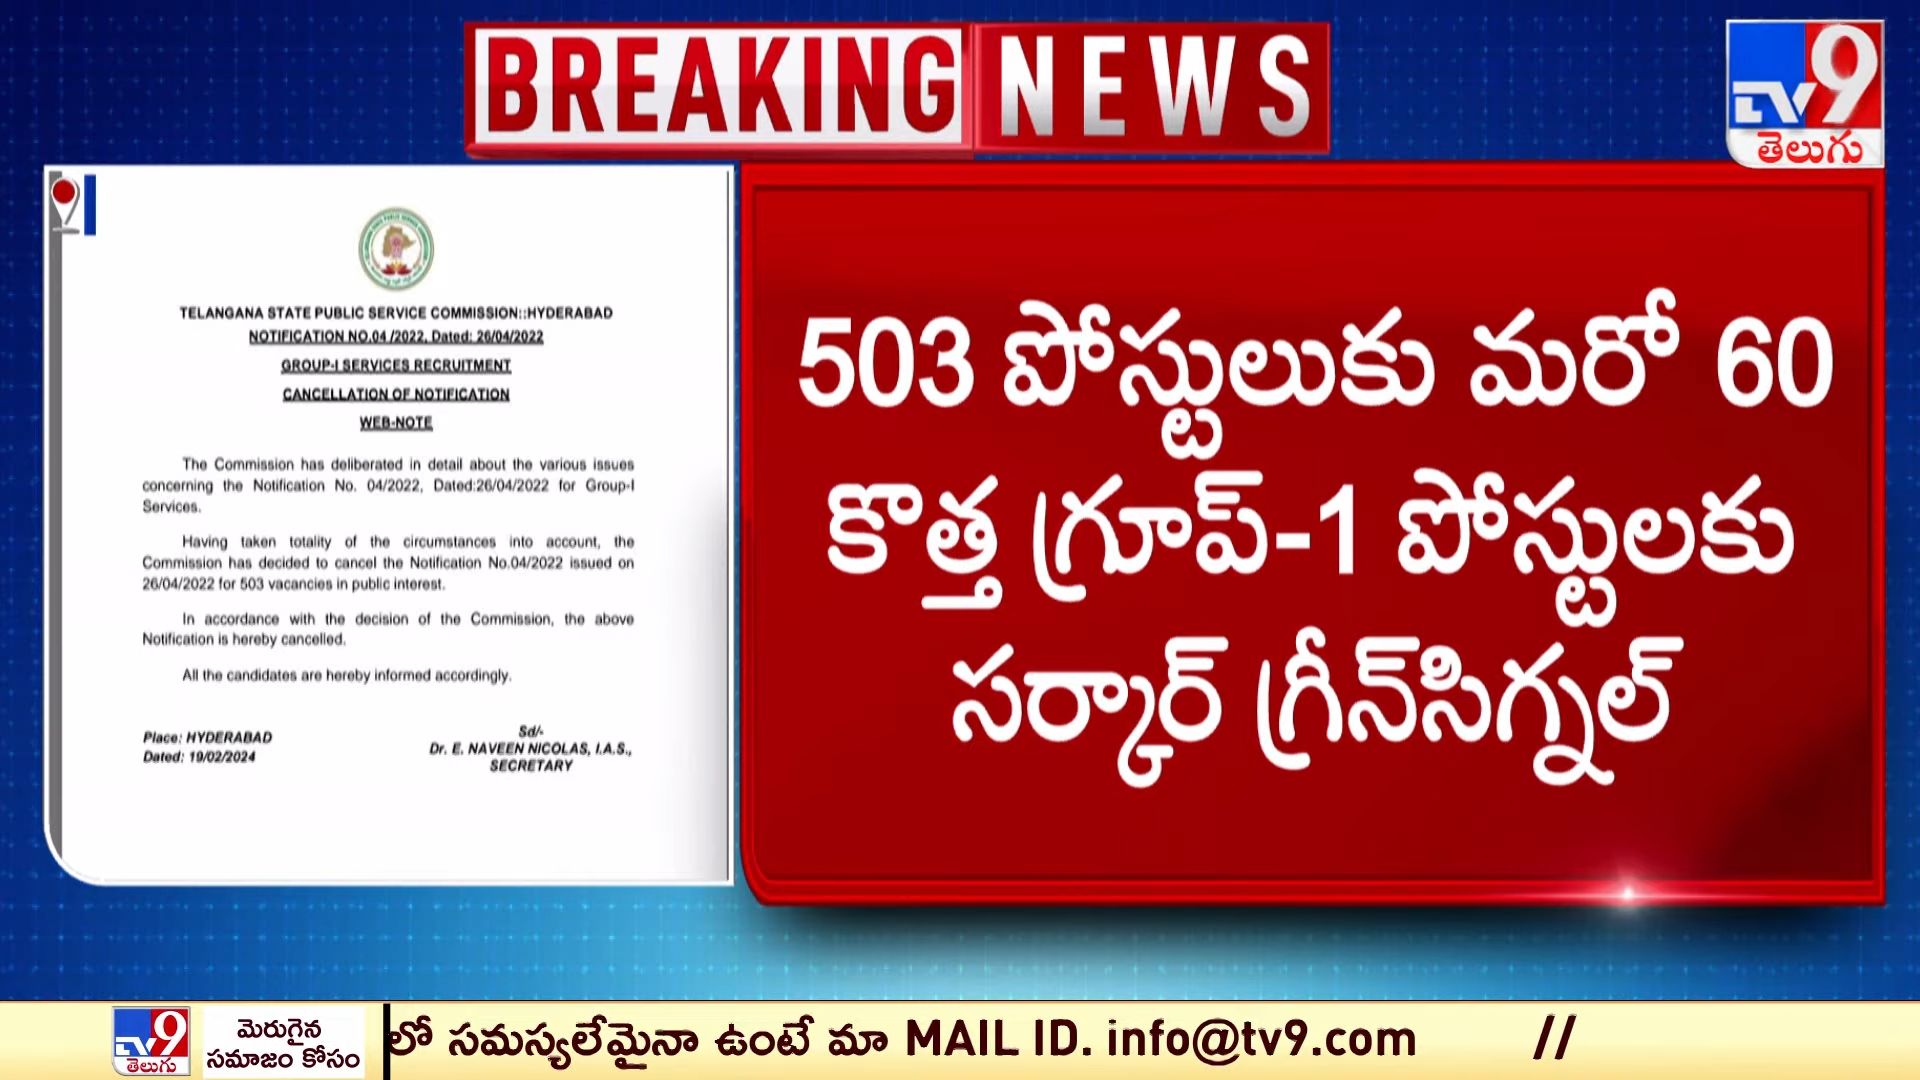 BREAKING NEWS
TV9
తెలుగు
TELANGANA STATE PUBLIC SERVICE COMMISSION::HYDERABAD
NOTIFICATION NO.04 /2022, Dated: 26/04/2022
GROUP-I SERVICES RECRUITMENT
CANCELLATION OF NOTIFICATION
WEB-NOTE
The Commission has deliberated in detail about the various issues
concerning the Notification No. 04/2022, Dated:26/04/2022 for Group-I
Services.
Having taken totality of the circumstances into account, the
Commission has decided to cancel the Notification No.04/2022 issued on
26/04/2022 for 503 vacancies in public interest.
In accordance with the decision of the Commission, the above
Notification is hereby cancelled.
All the candidates are hereby informed accordingly.
Place: HYDERABAD
Dated: 19/02/2024
Sd/-
Dr. E. NAVEEN NICOLAS, I.A.S.,
SECRETARY
503 పోస్టులుకు మరో 60
కొత్త గ్రూప్-1 పోస్టులకు
సర్కార్ గ్రీన్‌సిగ్నల్
TV9
తెలుగు
మెరుగైన
సమాజం కోసం
లో సమస్యలేమైనా ఉంటే మా MAIL ID. info@tv9.com //